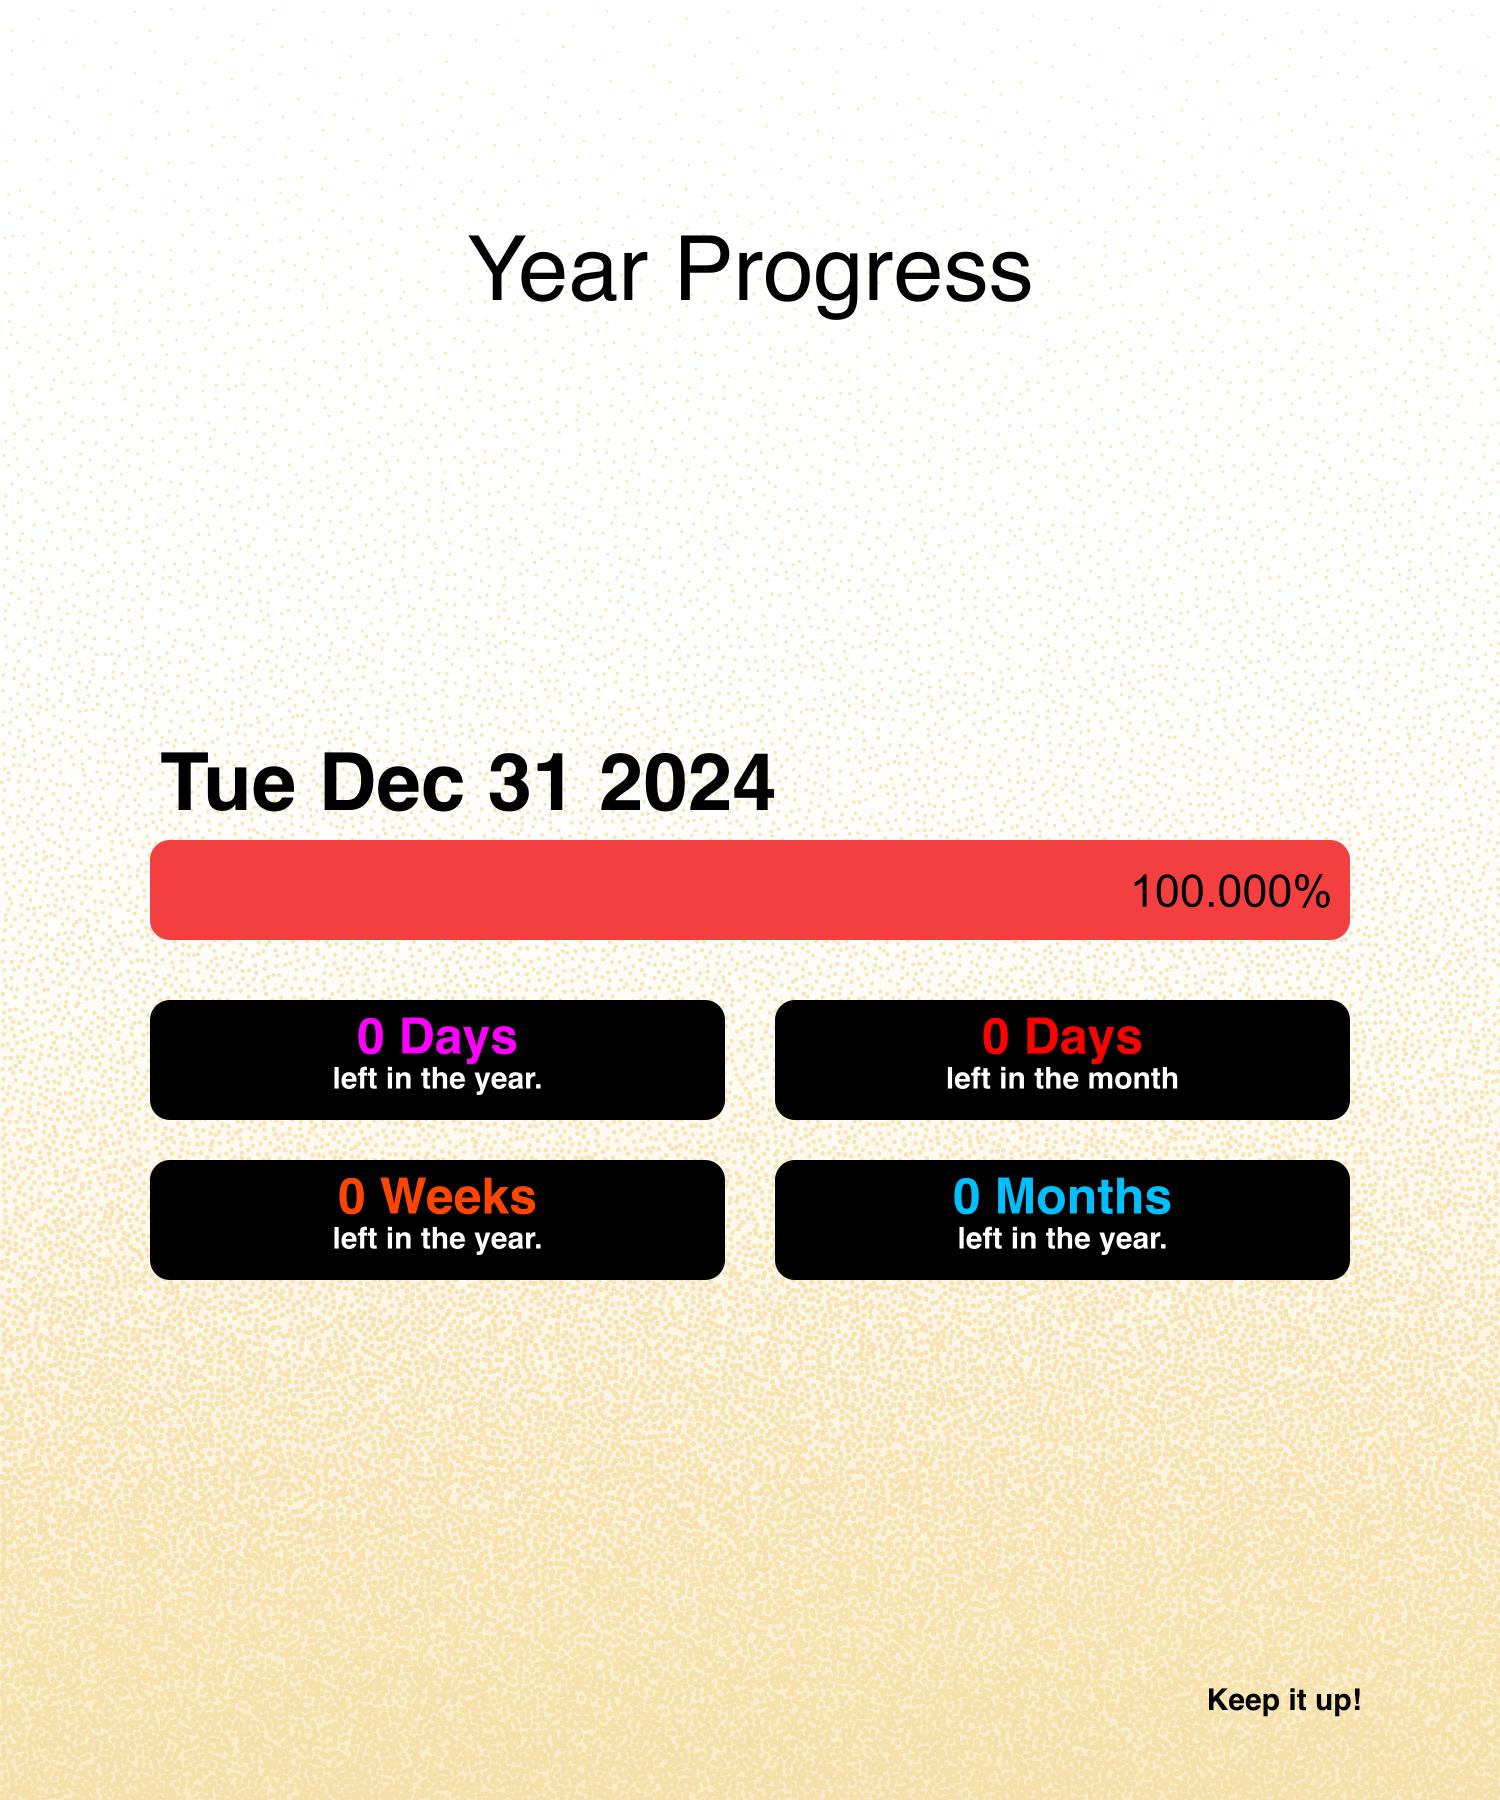 Year Progress
Tue Dec 31 2024
100.000%
0 Days
left in the year.
0 Days
left in the month
0 Weeks
left in the year.
0 Months
left in the year.
Keep it up!